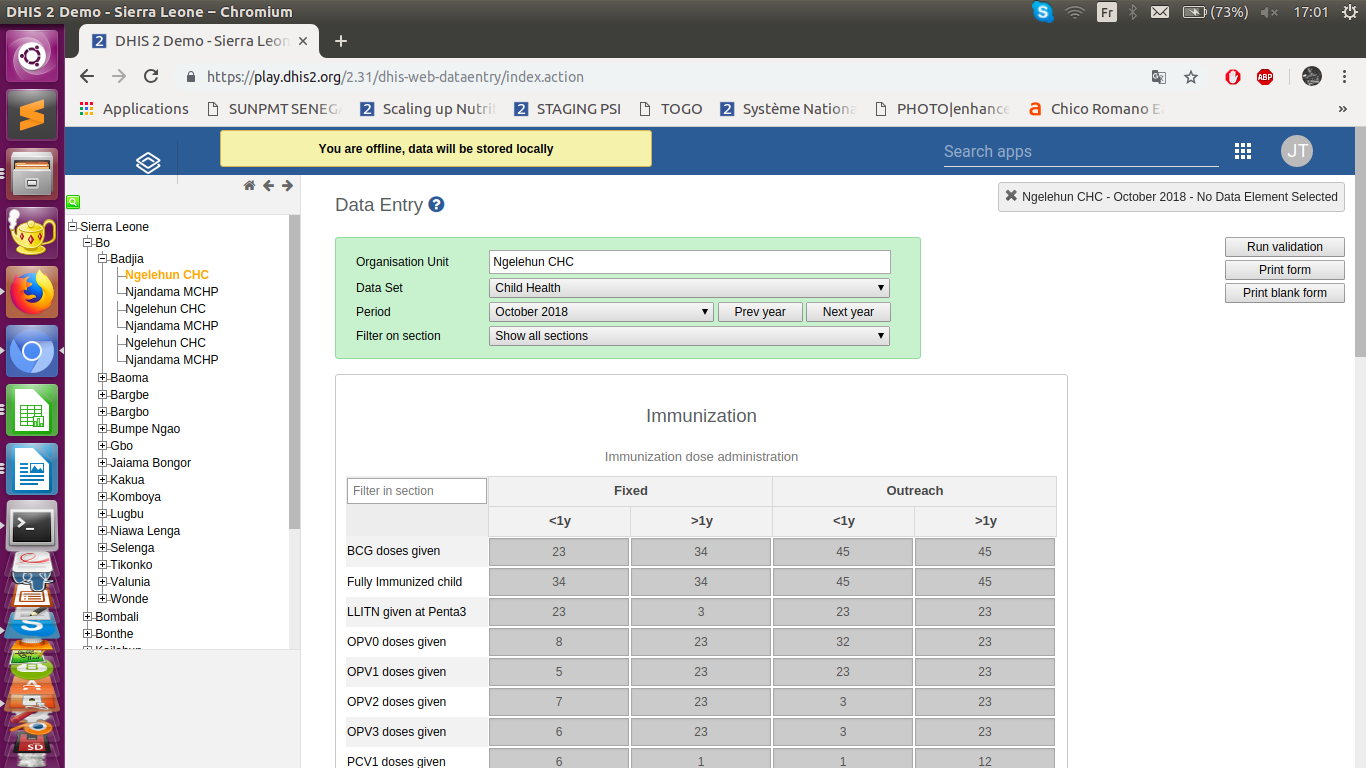 DHIS 2 Demo - Sierra Leone – Chromium
Fr
(73%)
17:01
2 DHIS 2 Demo - Sierra Leon
https://play.dhis2.org/2.31/dhis-web-dataentry/index.action
ABP
Applications
SUNPMT SENEGA
2 Scaling up Nutri
2 STAGING PSI
TOGO
2 Système Nationa
PHOTO|enhance
a Chico Romano E
»
You are offline, data will be stored locally
Search apps
JT
Sierra Leone
Bo
Badjia
Ngelehun CHC
Njandama MCHP
Ngelehun CHC
Njandama MCHP
Ngelehun CHC
Njandama MCHP
Baoma
Bargbe
Bargbo
Bumpe Ngao
Gbo
Jaiama Bongor
Kakua
Komboya
Lugbu
Niawa Lenga
Selenga
Tikonko
Valunia
Wonde
Bombali
Bonthe
Data Entry ?
Ngelehun CHC - October 2018 - No Data Element Selected
Run validation
Print form
Print blank form
Organisation Unit Ngelehun CHC
Data Set Child Health
Period October 2018 Prev year Next year
Filter on section Show all sections
Immunization
Immunization dose administration
Filter in section Fixed Outreach
<1y >1y <1y >1y
BCG doses given 23 34 45 45
Fully Immunized child 34 34 45 45
LLITN given at Penta3 23 3 23 23
OPV0 doses given 8 23 32 23
OPV1 doses given 5 23 23 23
OPV2 doses given 7 23 3 23
OPV3 doses given 6 23 3 23
PCV1 doses given 6 1 1 12
S
SD